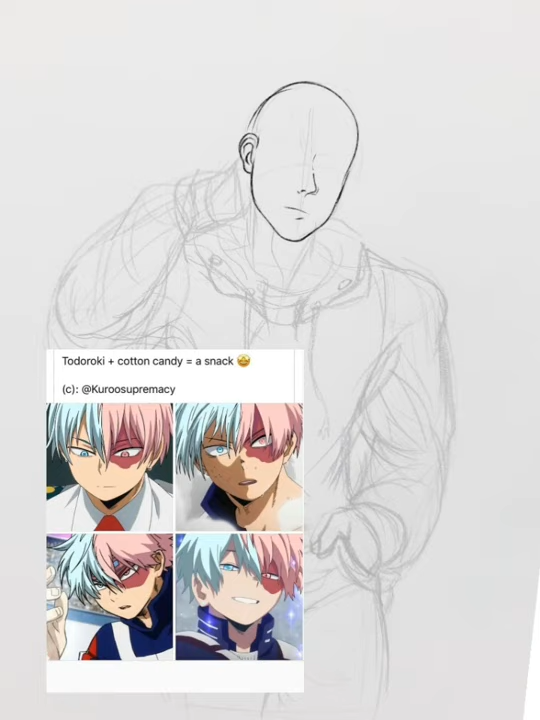 Todoroki + cotton candy = a snack 🤩
(c): @Kuroosupremacy